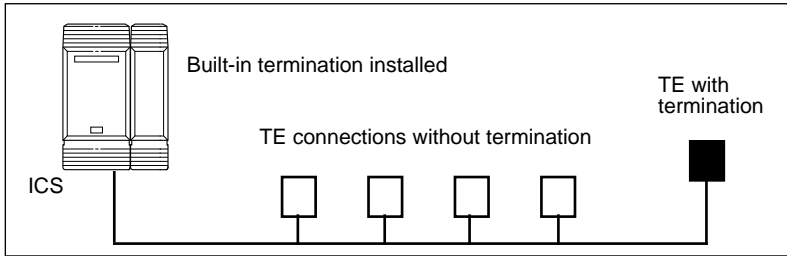 Built-in termination installed
TE with
termination
TE connections without termination
ICS